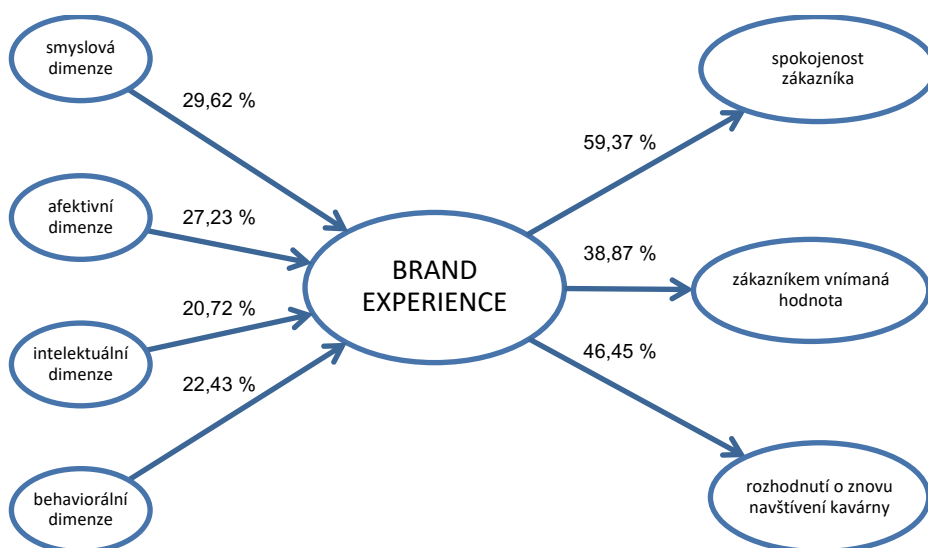 smyslová
dimenze
29,62 %
afektivní
dimenze
27,23 %
intelektuální
dimenze
20,72 %
behaviorální
dimenze
22,43 %
BRAND
EXPERIENCE
59,37 %
spokojenost
zákazníka
38,87 %
zákazníkem vnímaná
hodnota
46,45 %
rozhodnutí o znovu
navštívení kavárny